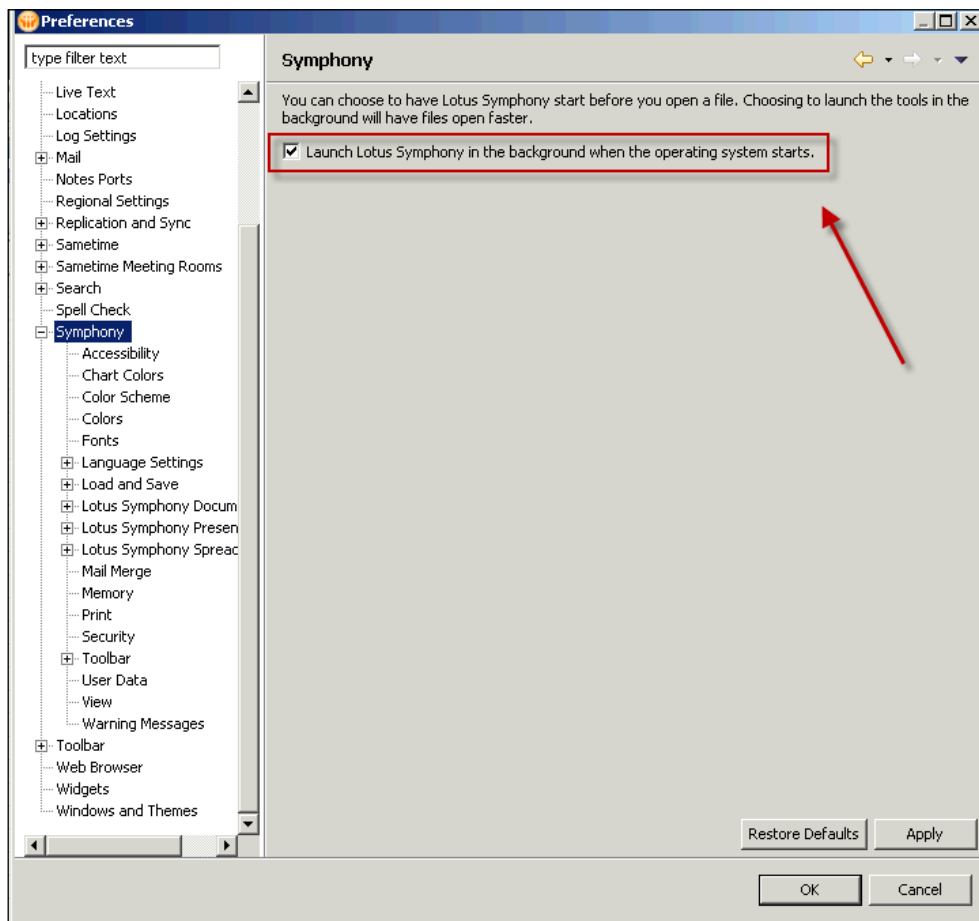 Preferences
type filter text
Live Text
Locations
Log Settings
Mail
Notes Ports
Regional Settings
Replication and Sync
Sametime
Sametime Meeting Rooms
Search
Spell Check
Symphony
Accessibility
Chart Colors
Color Scheme
Colors
Fonts
Language Settings
Load and Save
Lotus Symphony Docum
Lotus Symphony Presen
Lotus Symphony Spreac
Mail Merge
Memory
Print
Security
Toolbar
User Data
View
Warning Messages
Toolbar
Web Browser
Widgets
Windows and Themes
Symphony
You can choose to have Lotus Symphony start before you open a file. Choosing to launch the tools in the
background will have files open faster.
Launch Lotus Symphony in the background when the operating system starts.
Restore Defaults
Apply
OK
Cancel